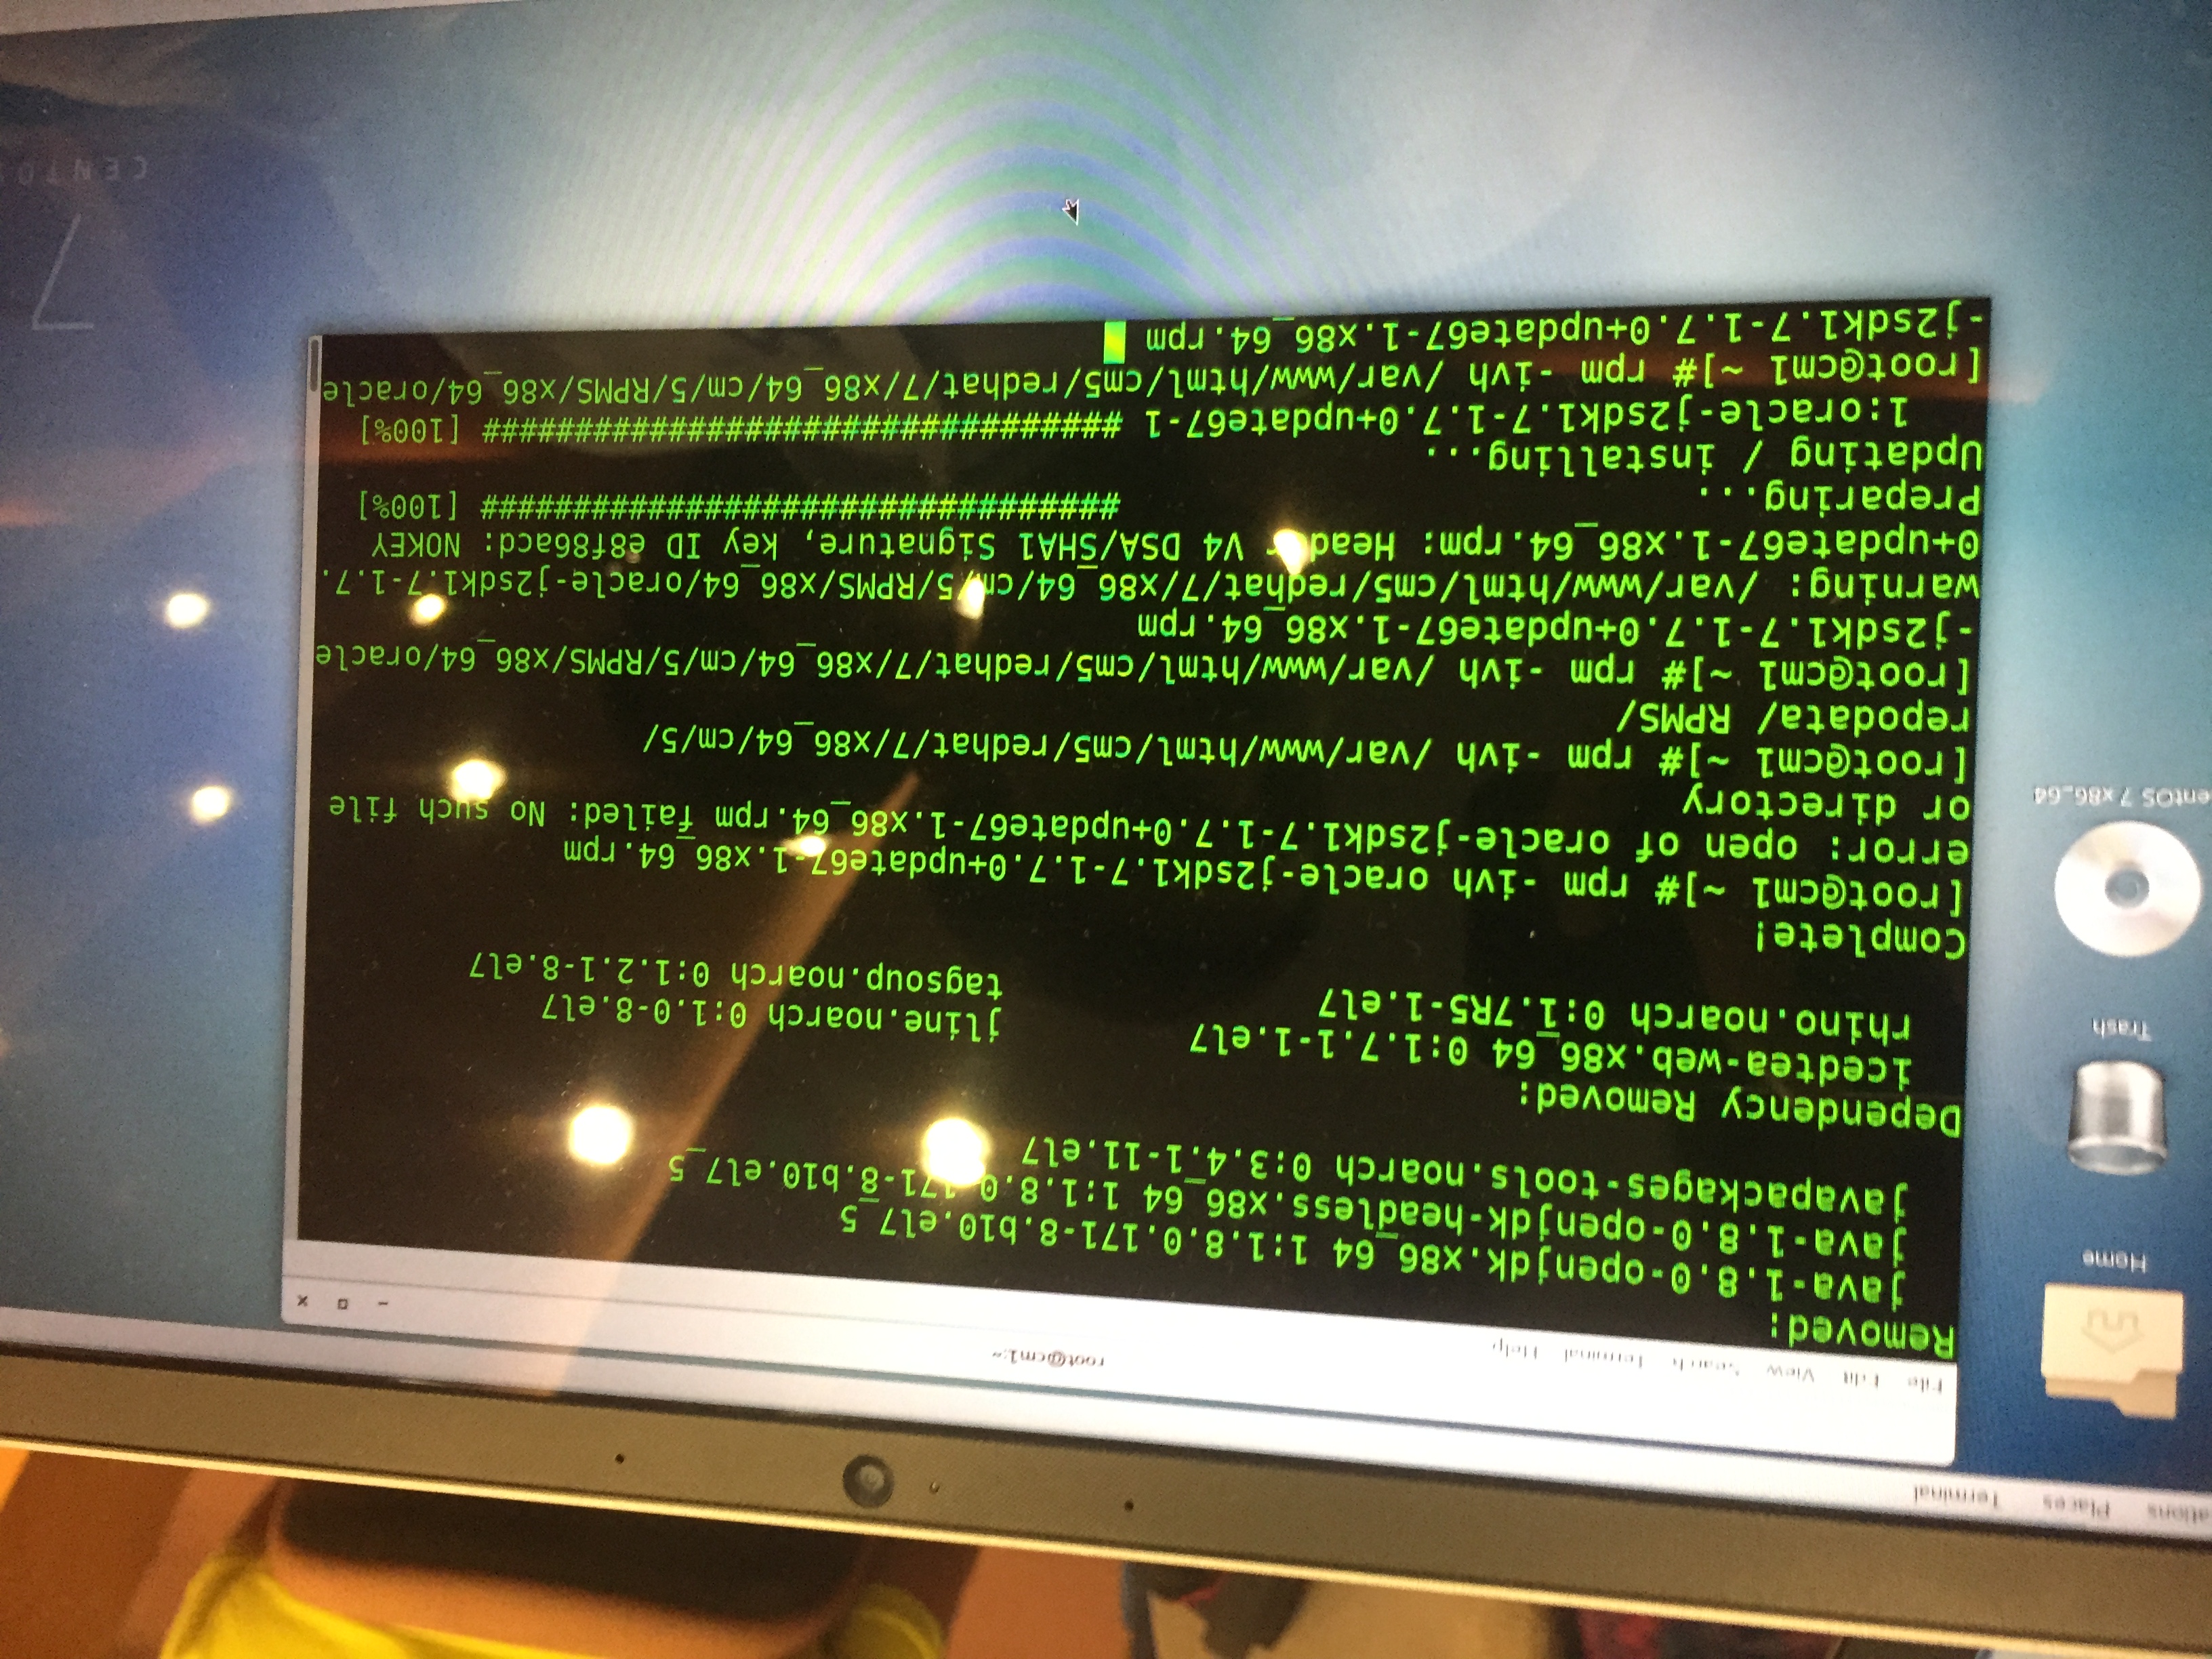 Places
Terminal
Home
Trash
entOS 7 x86_64
root@cm1:~
File Edit View Search Terminal Help
Removed:
java-1.8.0-openjdk.x86_64 1:1.8.0.171-8.b10.el7_5
java-1.8.0-openjdk-headless.x86_64 1:1.8.0.171-8.b10.el7_5
javapackages-tools.noarch 0:3.4.1-11.el7
Dependency Removed:
icedtea-web.x86_64 0:1.7.1-1.el7 jline.noarch 0:1.0-8.el7
rhino.noarch 0:1.7R5-1.el7 tagsoup.noarch 0:1.2.1-8.el7
Complete!
[root@cm1 ~]# rpm -ivh oracle-j2sdk1.7-1.7.0+update67-1.x86_64.rpm
error: open of oracle-j2sdk1.7-1.7.0+update67-1.x86_64.rpm failed: No such file
or directory
[root@cm1 ~]# rpm -ivh /var/www/html/cm5/redhat/7/x86_64/cm/5/
repodata/ RPMS/
[root@cm1 ~]# rpm -ivh /var/www/html/cm5/redhat/7/x86_64/cm/5/RPMS/x86_64/oracle
-j2sdk1.7-1.7.0+update67-1.x86_64.rpm
warning: /var/www/html/cm5/redhat/7/x86_64/cm/5/RPMS/x86_64/oracle-j2sdk1.7-1.7.
0+update67-1.x86_64.rpm: Header V4 DSA/SHA1 Signature, key ID e8f86acd: NOKEY
Preparing... ################################# [100%]
Updating / installing...
1:oracle-j2sdk1.7-1.7.0+update67-1 ################################# [100%]
[root@cm1 ~]# rpm -ivh /var/www/html/cm5/redhat/7/x86_64/cm/5/RPMS/x86_64/oracle
-j2sdk1.7-1.7.0+update67-1.x86_64.rpm
7
CENTO